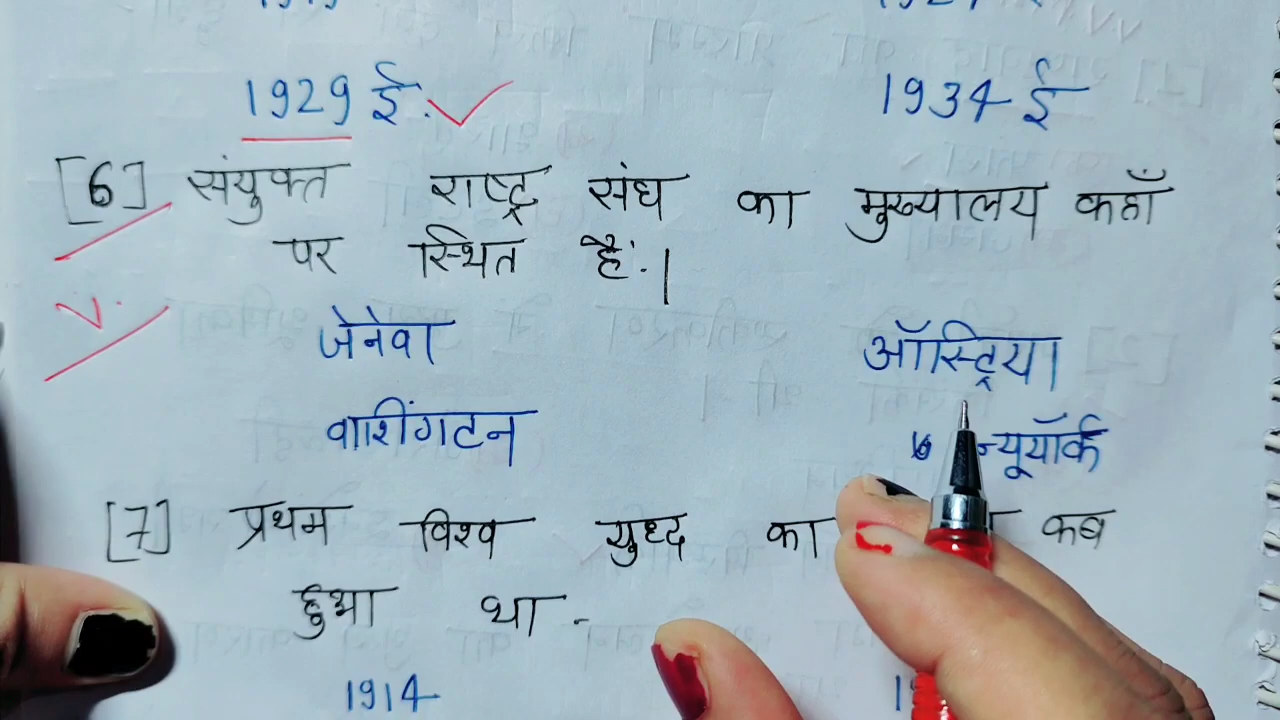 1929 ई. 1934 ई
[6] संयुक्त राष्ट्र संघ का मुख्यालय कहाँ
पर स्थित हैं.|
जेनेवा ऑस्ट्रिया
वाशिंगटन न्यूयॉर्क
[7] प्रथम विश्व युध्द का कब
हुआ था -
1914